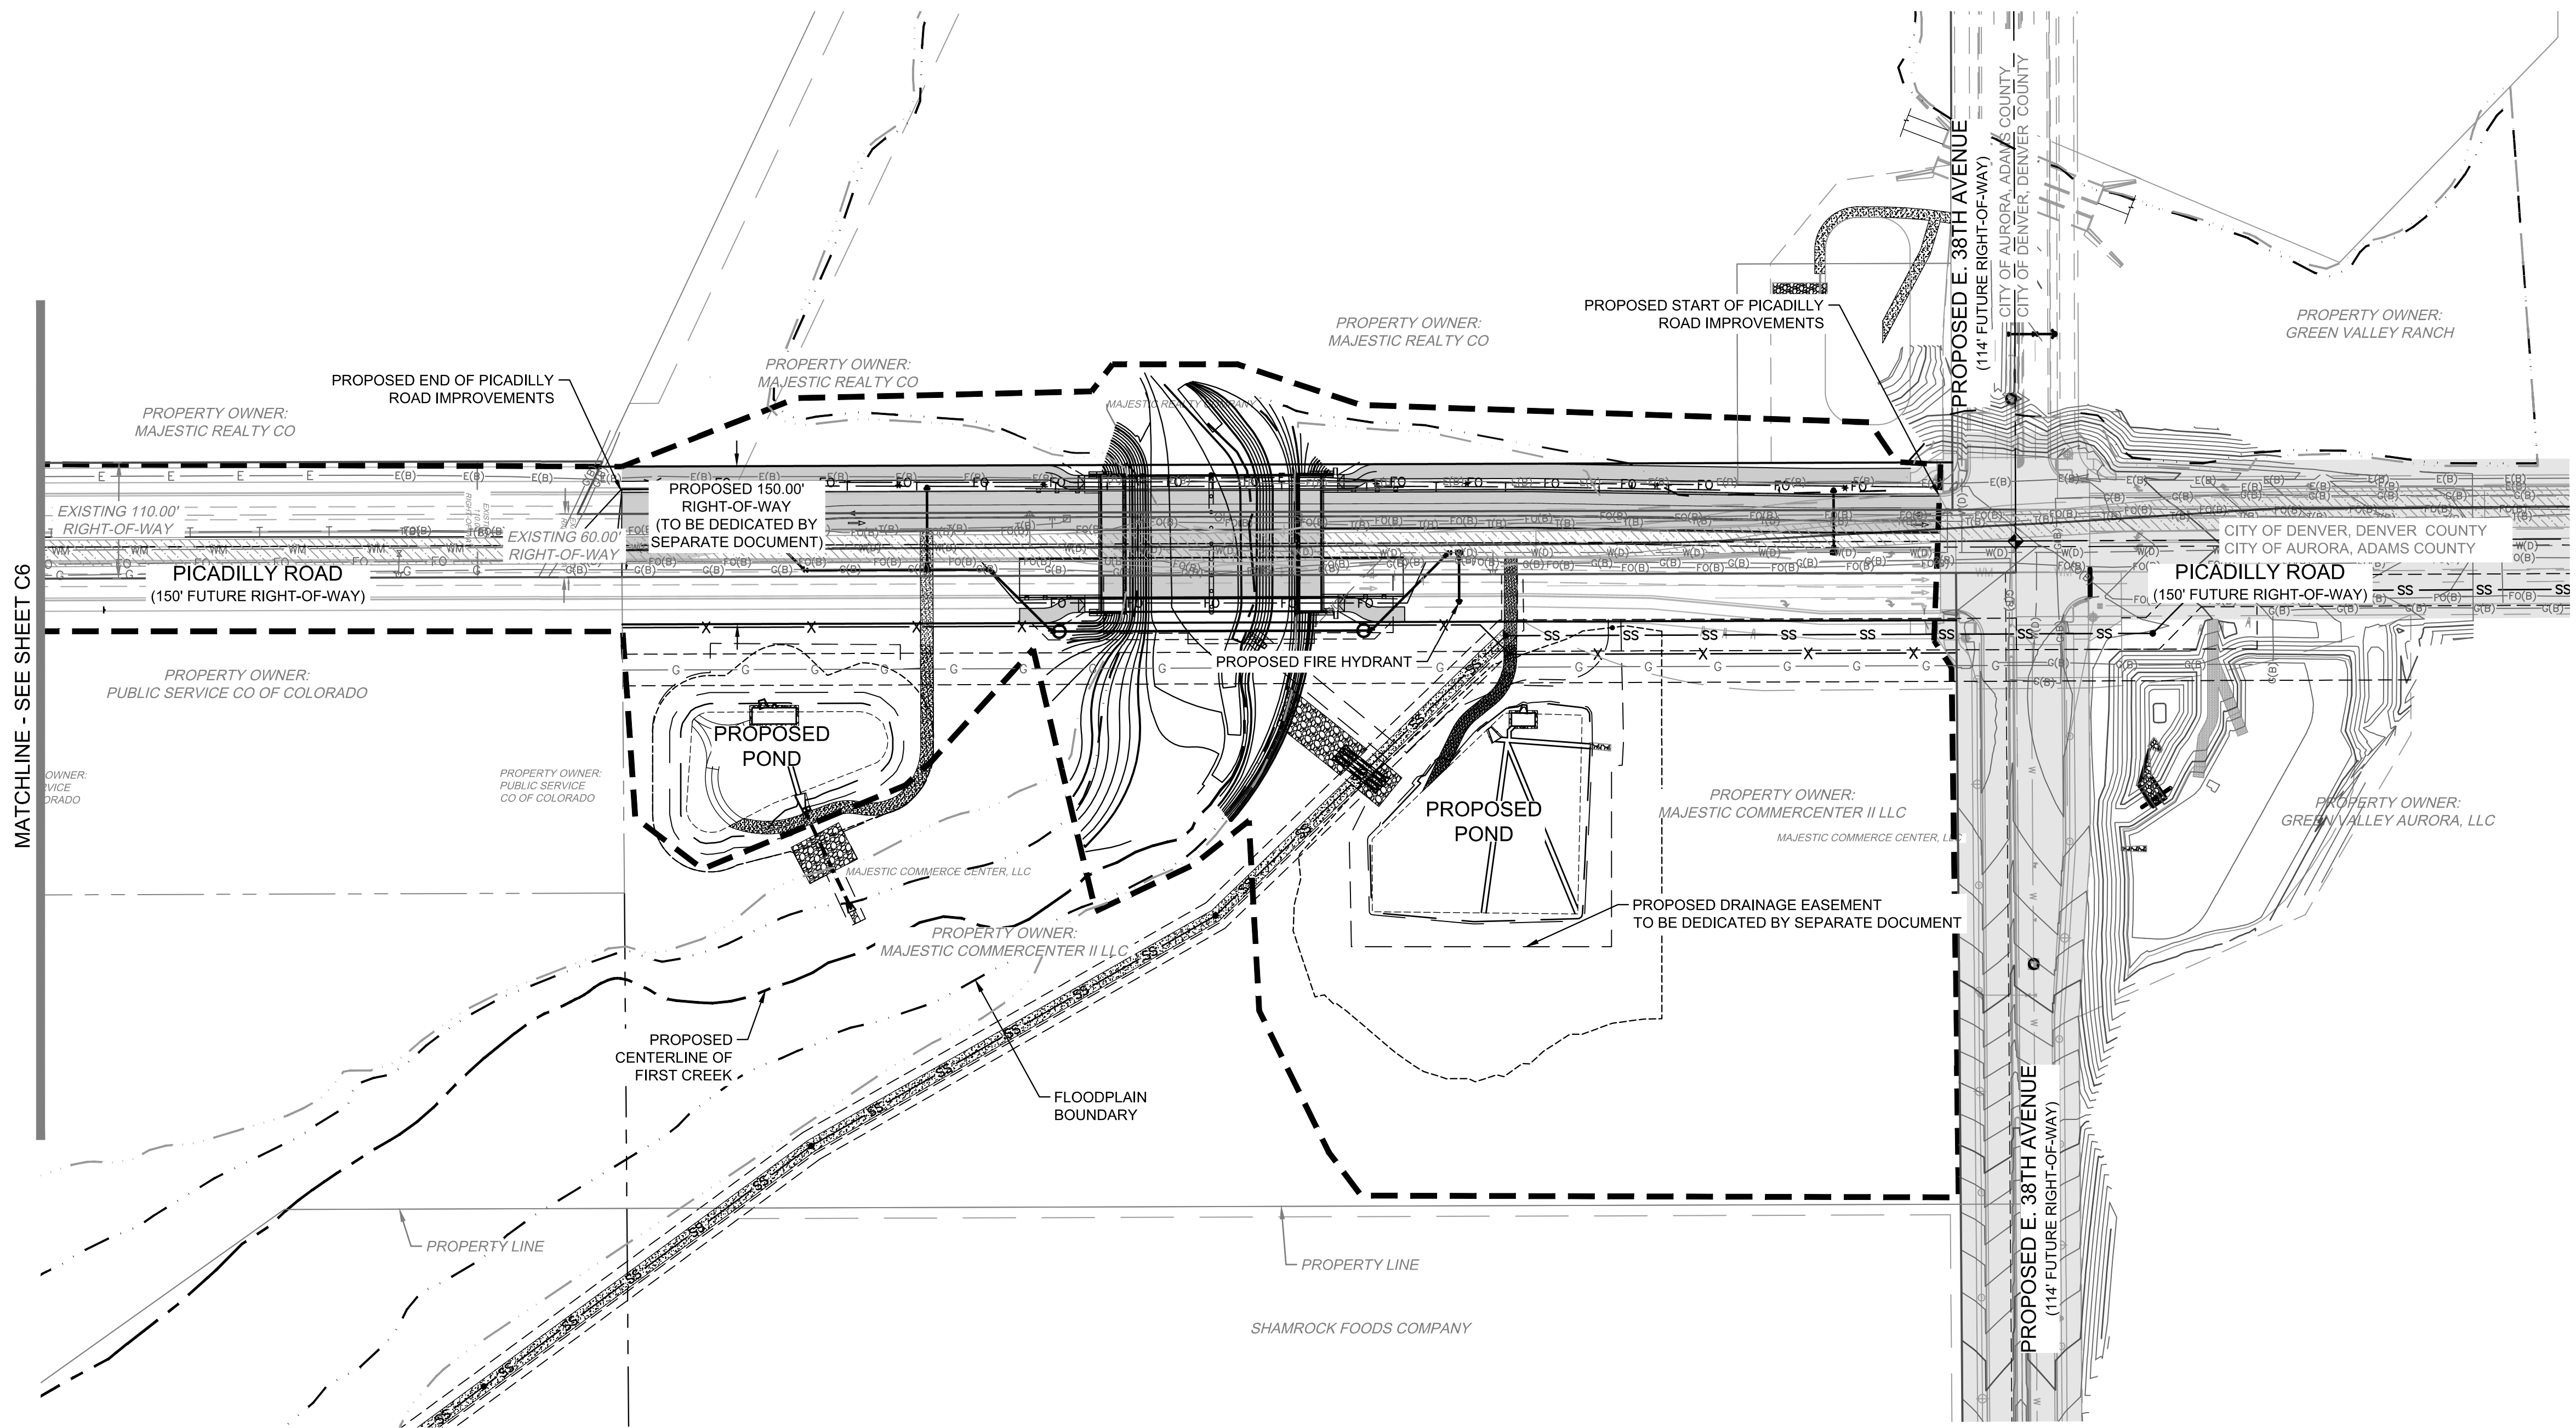 PROPOSED E. 38TH AVENUE
(114' FUTURE RIGHT-OF-WAY)
CITY OF AURORA, ADAMS COUNTY
CITY OF DENVER, DENVER COUNTY
PROPOSED START OF PICADILLY
ROAD IMPROVEMENTS
PROPERTY OWNER:
GREEN VALLEY RANCH
PROPERTY OWNER:
MAJESTIC REALTY CO
PROPERTY OWNER:
MAJESTIC REALTY CO
PROPOSED END OF PICADILLY
ROAD IMPROVEMENTS
PROPERTY OWNER:
MAJESTIC REALTY CO
MAJESTIC REALTY COMPANY
EXISTING 110.00'
RIGHT-OF-WAY
EXISTING 60.00'
RIGHT-OF-WAY
PROPOSED 150.00'
RIGHT-OF-WAY
(TO BE DEDICATED BY
SEPARATE DOCUMENT)
CITY OF DENVER, DENVER COUNTY
CITY OF AURORA, ADAMS COUNTY
PICADILLY ROAD
(150' FUTURE RIGHT-OF-WAY)
PICADILLY ROAD
(150' FUTURE RIGHT-OF-WAY)
MATCHLINE - SEE SHEET C6
PROPOSED FIRE HYDRANT
PROPERTY OWNER:
PUBLIC SERVICE CO OF COLORADO
PROPOSED
POND
OWNER:
VICE
ORADO
PROPERTY OWNER:
PUBLIC SERVICE
CO OF COLORADO
PROPOSED
POND
PROPERTY OWNER:
MAJESTIC COMMERCENTER II LLC
MAJESTIC COMMERCE CENTER, LLC
PROPERTY OWNER:
GREEN VALLEY AURORA, LLC
MAJESTIC COMMERCE CENTER, LLC
PROPOSED DRAINAGE EASEMENT
TO BE DEDICATED BY SEPARATE DOCUMENT
PROPERTY OWNER:
MAJESTIC COMMERCENTER II LLC
PROPOSED
CENTERLINE OF
FIRST CREEK
FLOODPLAIN
BOUNDARY
PROPOSED E. 38TH AVENUE
(114' FUTURE RIGHT-OF-WAY)
PROPERTY LINE
PROPERTY LINE
SHAMROCK FOODS COMPANY